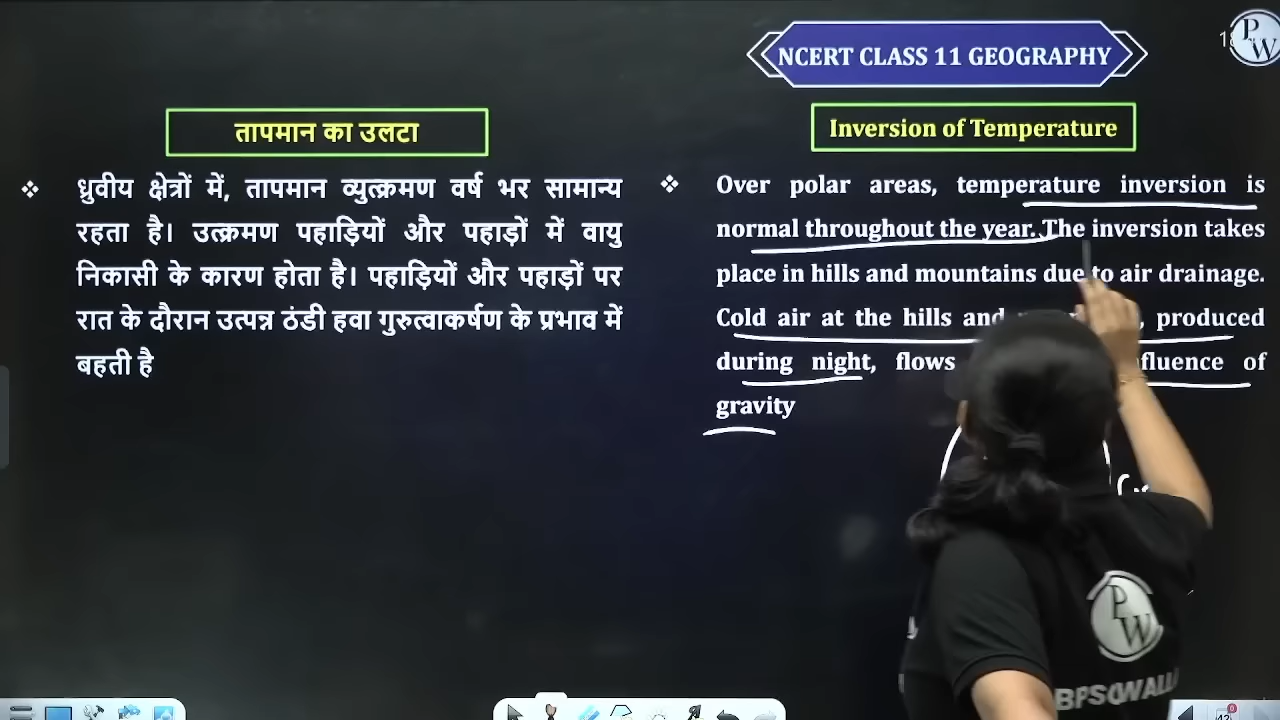 NCERT CLASS 11 GEOGRAPHY
PW
तापमान का उलटा
ध्रुवीय क्षेत्रों में, तापमान व्युत्क्रमण वर्ष भर सामान्य
रहता है। उत्क्रमण पहाड़ियों और पहाड़ों में वायु
निकासी के कारण होता है। पहाड़ियों और पहाड़ों पर
रात के दौरान उत्पन्न ठंडी हवा गुरुत्वाकर्षण के प्रभाव में
बहती है
Inversion of Temperature
Over polar areas, temperature inversion is
normal throughout the year. The inversion takes
place in hills and mountains due to air drainage.
Cold air at the hills and produced
during night, flows fluence of
gravity
PW
BPSC WALL